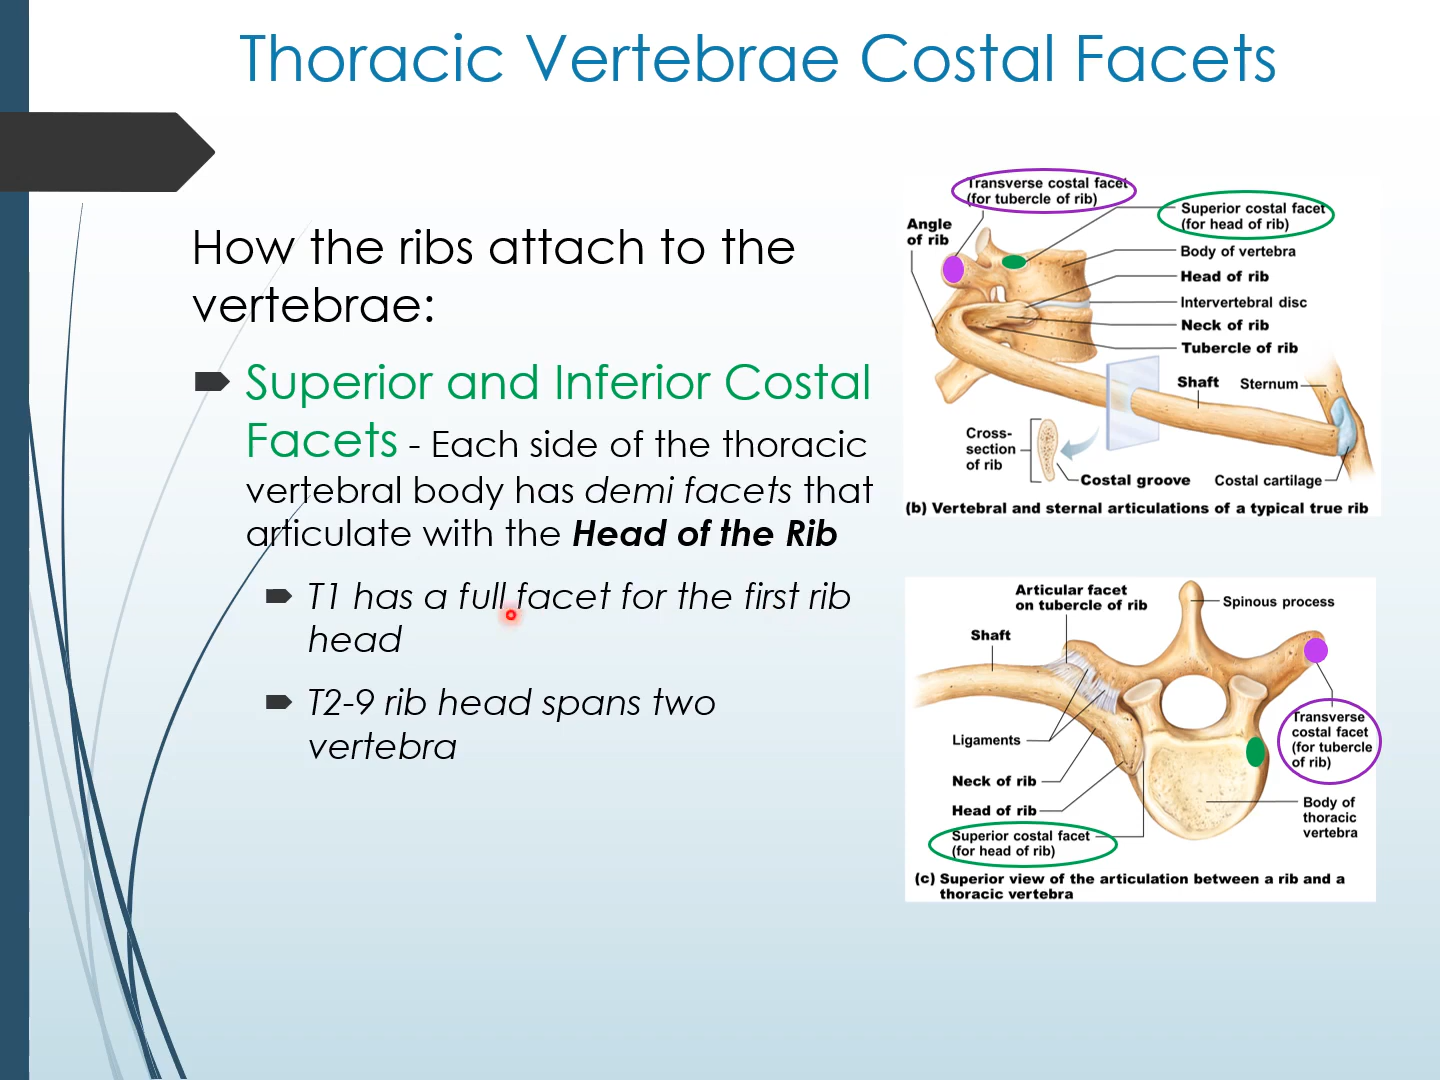 Thoracic Vertebrae Costal Facets
How the ribs attach to the
vertebrae:
Superior and Inferior Costal
Facets - Each side of the thoracic
vertebral body has demi facets that
articulate with the Head of the Rib
T1 has a full facet for the first rib
head
T2-9 rib head spans two
vertebra
Transverse costal facet
(for tubercle of rib)
Superior costal facet
(for head of rib)
Angle
of rib
Body of vertebra
Head of rib
Intervertebral disc
Neck of rib
Tubercle of rib
Shaft
Sternum
Cross-
section
of rib
Costal groove
Costal cartilage
(b) Vertebral and sternal articulations of a typical true rib
Articular facet
on tubercle of rib
Spinous process
Shaft
Transverse
costal facet
(for tubercle
of rib)
Ligaments
Neck of rib
Head of rib
Body of
thoracic
vertebra
Superior costal facet
(for head of rib)
(c) Superior view of the articulation between a rib and a
thoracic vertebra